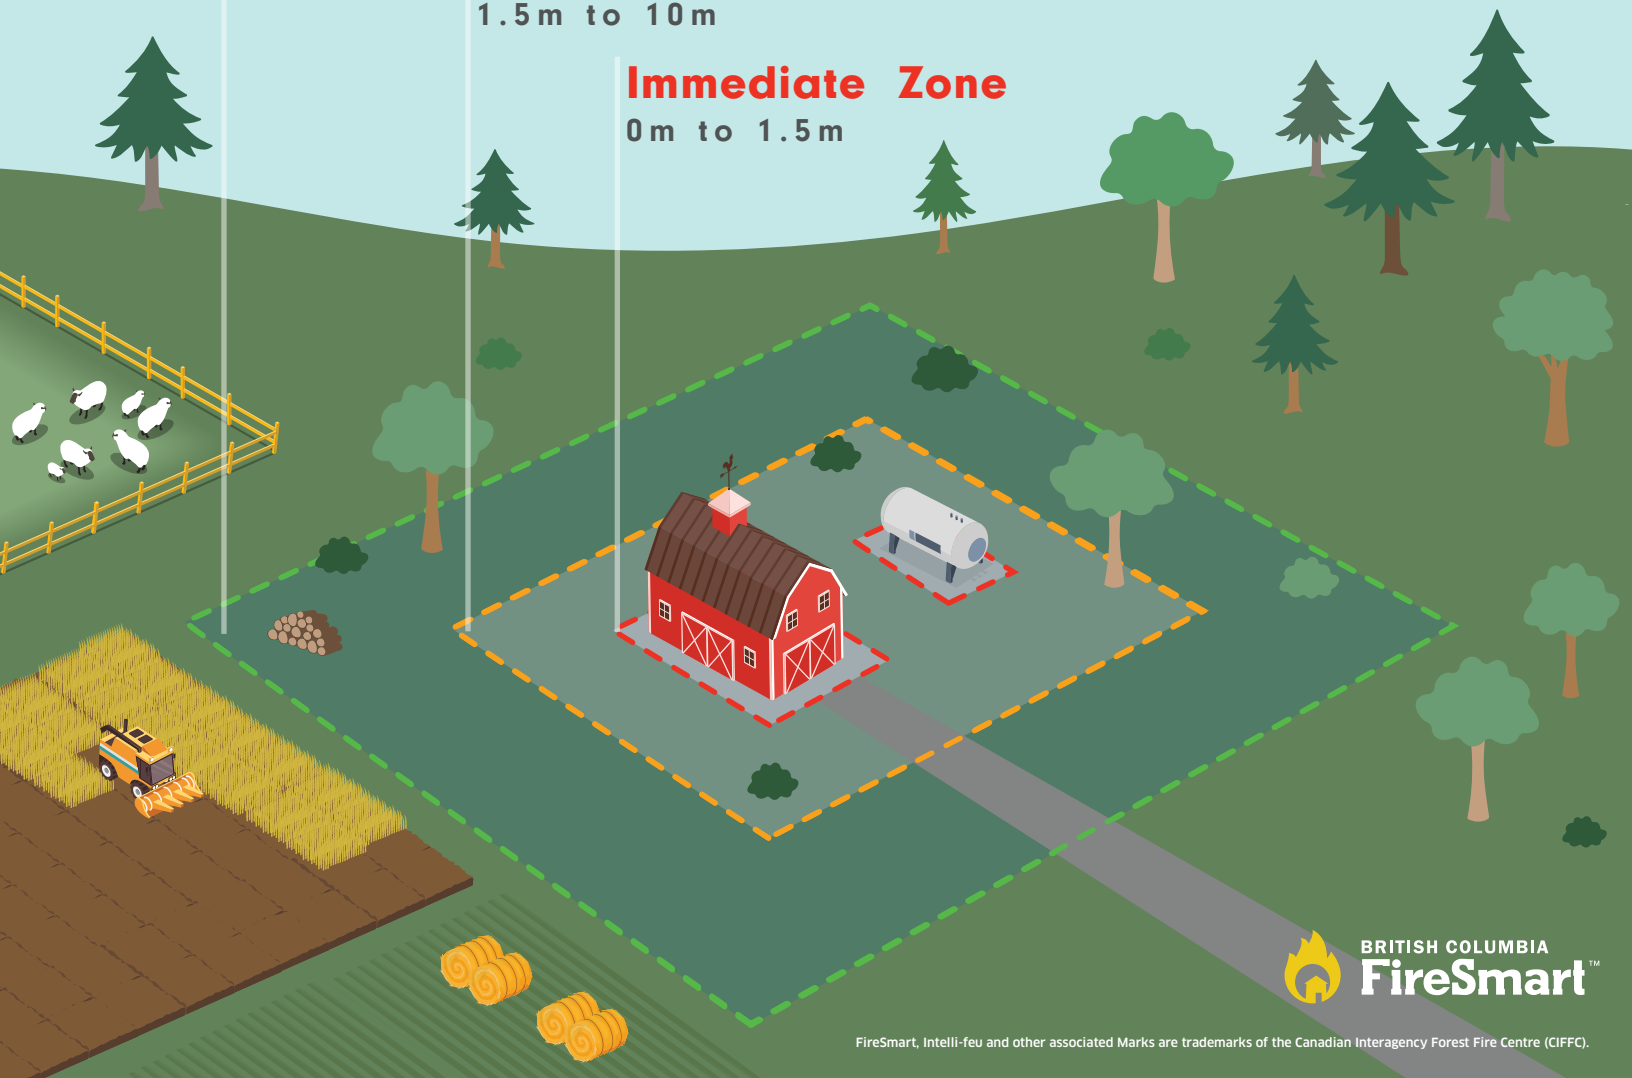 1.5m to 10m
Immediate Zone
0m to 1.5m
BRITISH COLUMBIA
FireSmart™
FireSmart, Intelli-feu and other associated Marks are trademarks of the Canadian Interagency Forest Fire Centre (CIFFC).